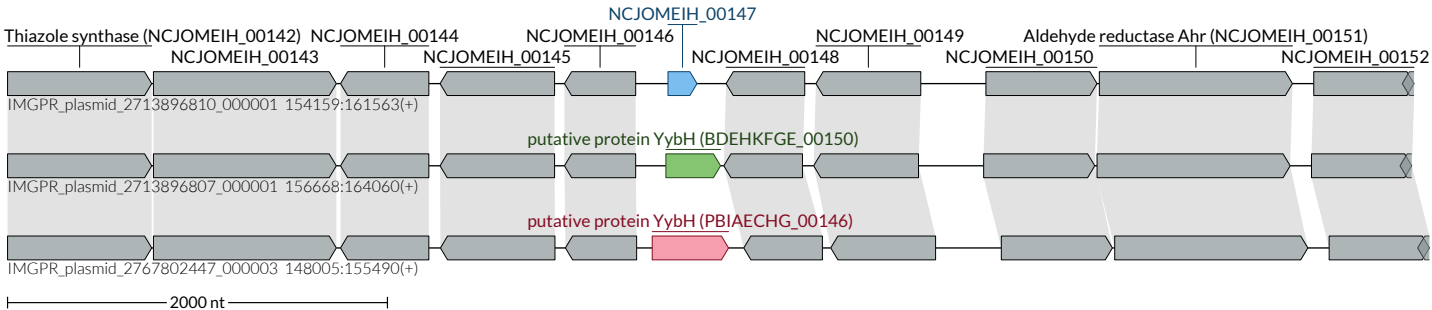 NCJOMEIH_00147
Thiazole synthase (NCJOMEIH_00142) NCJOMEIH_00144 NCJOMEIH_00146 NCJOMEIH_00149 Aldehyde reductase Ahr (NCJOMEIH_00151)
NCJOMEIH_00143 NCJOMEIH_00145 NCJOMEIH_00148 NCJOMEIH_00150 NCJOMEIH_00152
IMGPR_plasmid_2713896810_000001 154159:161563(+)
putative protein YybH (BDEHKFGE_00150)
IMGPR_plasmid_2713896807_000001 156668:164060(+)
putative protein YybH (PBIAECHG_00146)
IMGPR_plasmid_2767802447_000003 148005:155490(+)
2000 nt